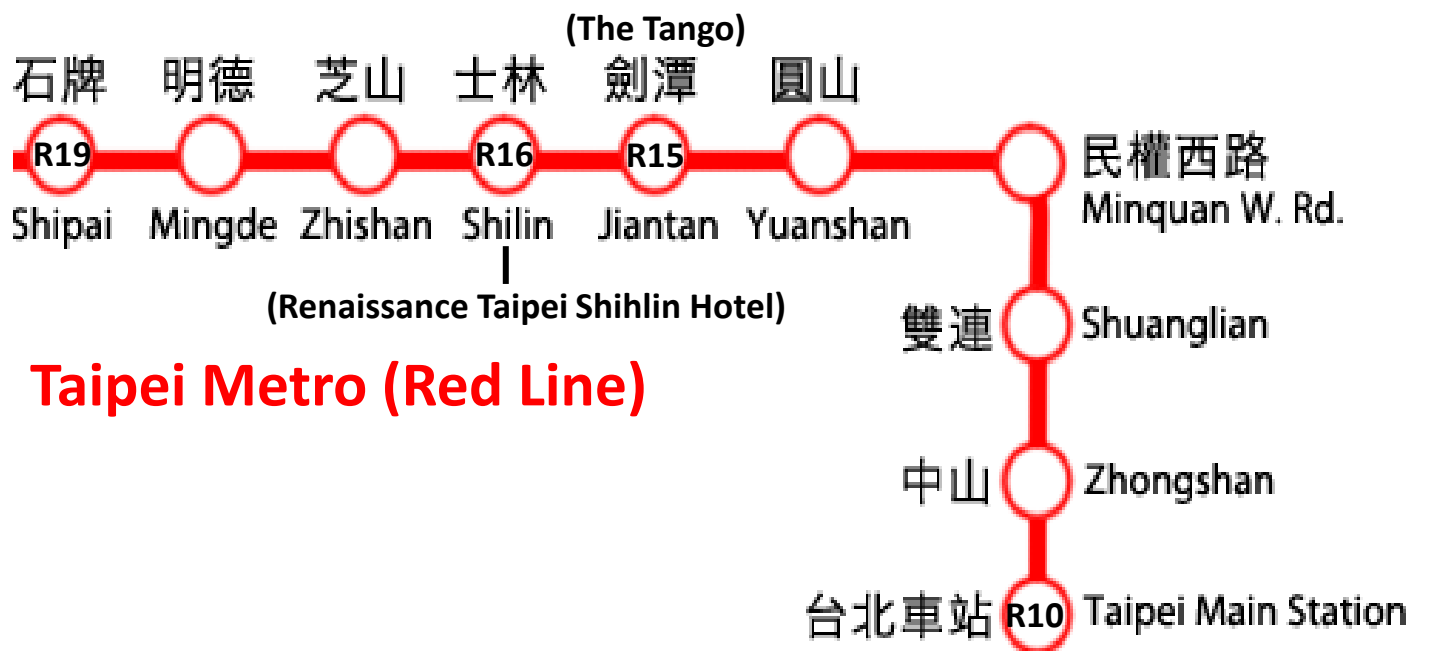 (The Tango)
石牌 明德 芝山 士林 劍潭 圓山
R19 R16 R15
民權西路
Shipai Mingde Zhishan Shilin Jiantan Yuanshan Minquan W. Rd.
(Renaissance Taipei Shihlin Hotel)
雙連 Shuanglian
Taipei Metro (Red Line)
中山 Zhongshan
台北車站 R10 Taipei Main Station